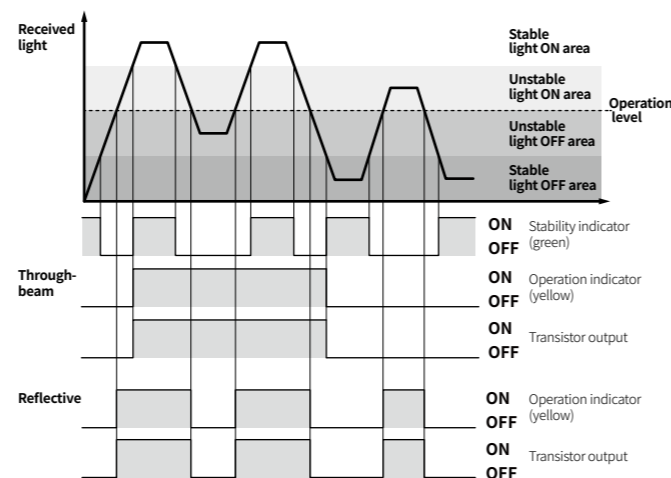 Received
light
Stable
light ON area
Unstable
light ON area
Operation
level
Unstable
light OFF area
Stable
light OFF area
ON
OFF
Stability indicator
(green)
Through-
beam
ON
OFF
Operation indicator
(yellow)
ON
OFF
Transistor output
Reflective
ON
OFF
Operation indicator
(yellow)
ON
OFF
Transistor output